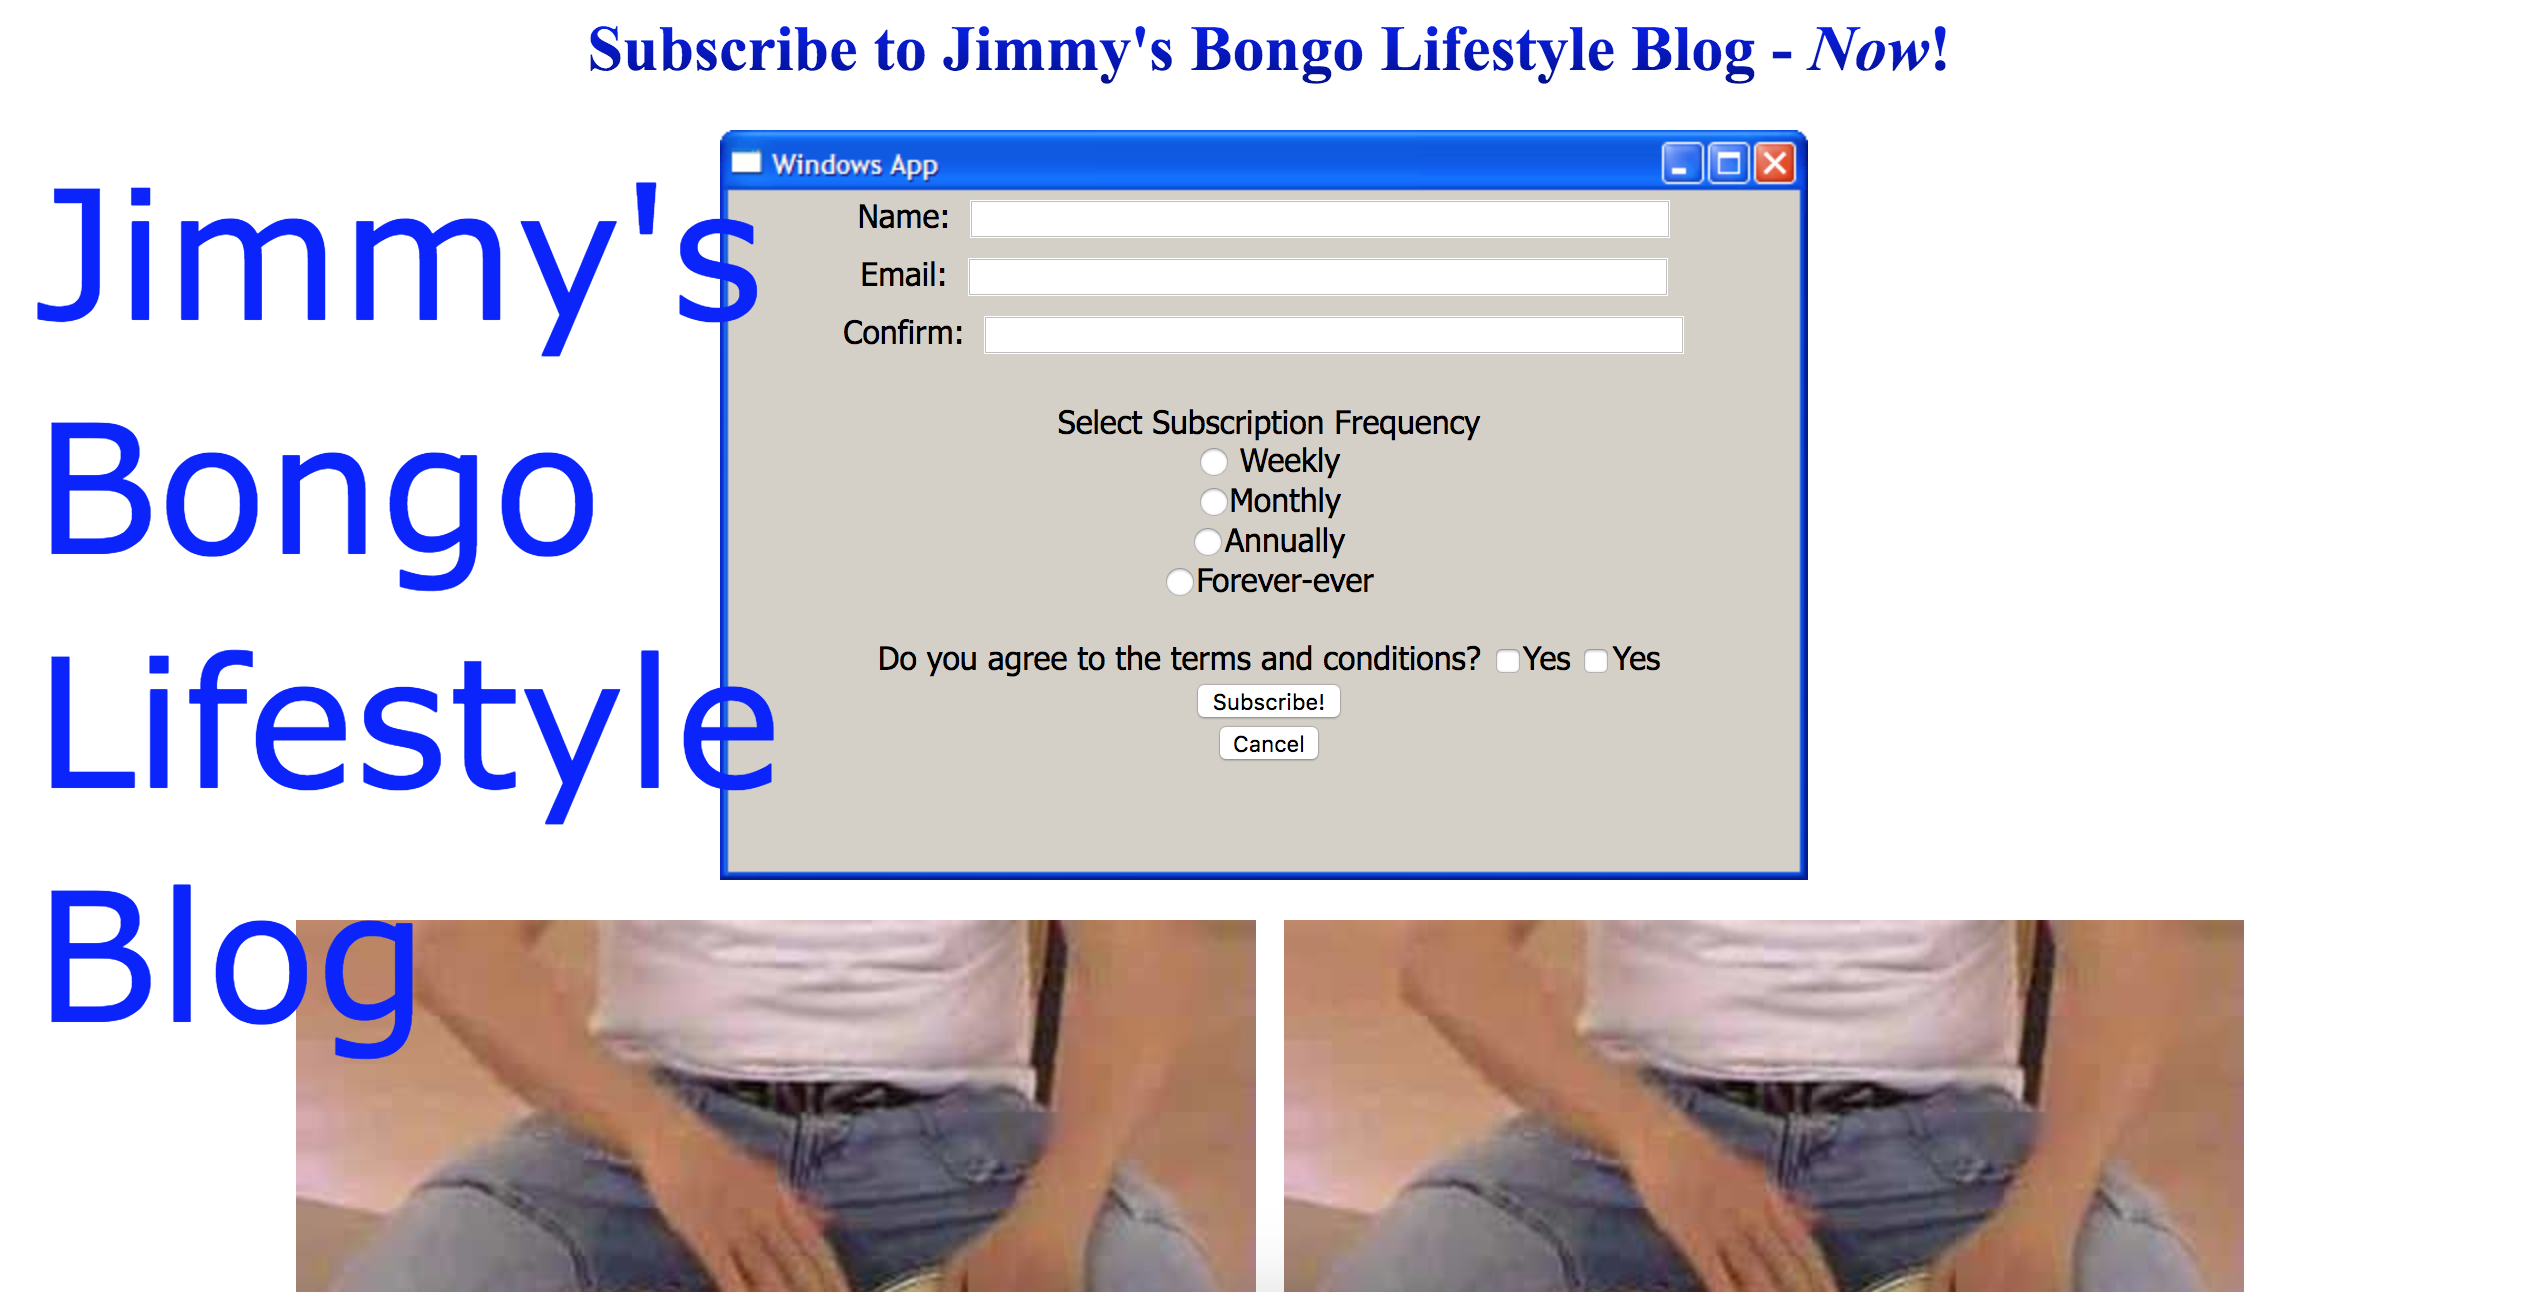 Subscribe to Jimmy's Bongo Lifestyle Blog - Now!
Jimmy's
Bongo
Lifestyle
Blog
Windows App
Name:
Email:
Confirm:
Select Subscription Frequency
Weekly
Monthly
Annually
Forever-ever
Do you agree to the terms and conditions? Yes Yes
Subscribe!
Cancel